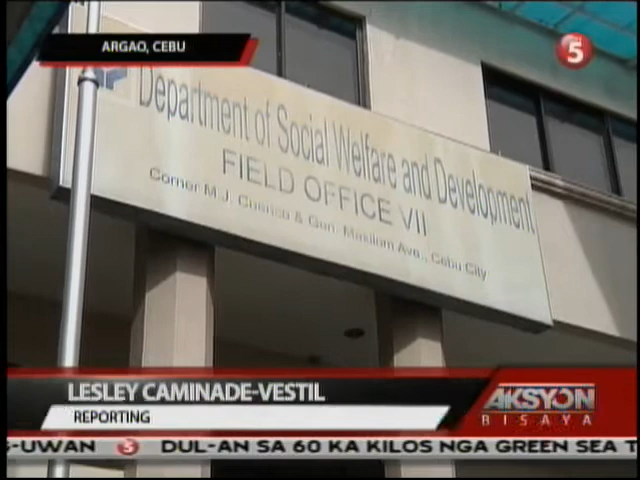 ARGAO, CEBU
5
Department of Social Welfare and Development
FIELD OFFICE VII
Corner M.J. Cuenco & Gen. Maxilom Ave., Cebu City
LESLEY CAMINADE-VESTIL
REPORTING
AKSYON
BISAYA
G-UWAN 5 DUL-AN SA 60 KA KILOS NGA GREEN SEA T